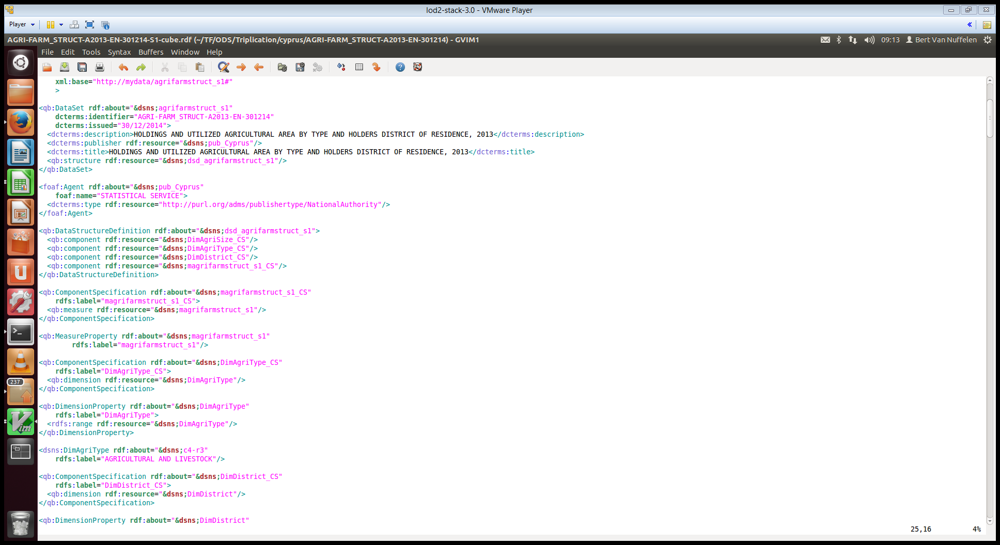 lod2-stack-3.0 - VMware Player
Player
AGRI-FARM_STRUCT-A2013-EN-301214-S1-cube.rdf (~/TF/ODS/Triplication/cyprus/AGRI-FARM_STRUCT-A2013-EN-301214) - GVIM1
09:13 Bert Van Nuffelen
File Edit Tools Syntax Buffers Window Help
xml:base="http://mydata/agrifarmstruct_s1#"
>
<qb:DataSet rdf:about="&dsns;agrifarmstruct_s1"
dcterms:identifier="AGRI-FARM_STRUCT-A2013-EN-301214"
dcterms:issued="30/12/2014">
<dcterms:description>HOLDINGS AND UTILIZED AGRICULTURAL AREA BY TYPE AND HOLDERS DISTRICT OF RESIDENCE, 2013</dcterms:description>
<dcterms:publisher rdf:resource="&dsns;pub_Cyprus"/>
<dcterms:title>HOLDINGS AND UTILIZED AGRICULTURAL AREA BY TYPE AND HOLDERS DISTRICT OF RESIDENCE, 2013</dcterms:title>
<qb:structure rdf:resource="&dsns;dsd_agrifarmstruct_s1"/>
</qb:DataSet>
<foaf:Agent rdf:about="&dsns;pub_Cyprus"
foaf:name="STATISTICAL SERVICE">
<dcterms:type rdf:resource="http://purl.org/adms/publishertype/NationalAuthority"/>
</foaf:Agent>
<qb:DataStructureDefinition rdf:about="&dsns;dsd_agrifarmstruct_s1">
<qb:component rdf:resource="&dsns;DimAgriSize_CS"/>
<qb:component rdf:resource="&dsns;DimAgriType_CS"/>
<qb:component rdf:resource="&dsns;DimDistrict_CS"/>
<qb:component rdf:resource="&dsns;magrifarmstruct_s1_CS"/>
</qb:DataStructureDefinition>
<qb:ComponentSpecification rdf:about="&dsns;magrifarmstruct_s1_CS"
rdfs:label="magrifarmstruct_s1_CS">
<qb:measure rdf:resource="&dsns;magrifarmstruct_s1"/>
</qb:ComponentSpecification>
<qb:MeasureProperty rdf:about="&dsns;magrifarmstruct_s1"
rdfs:label="magrifarmstruct_s1"/>
<qb:ComponentSpecification rdf:about="&dsns;DimAgriType_CS"
rdfs:label="DimAgriType_CS">
<qb:dimension rdf:resource="&dsns;DimAgriType"/>
</qb:ComponentSpecification>
<qb:DimensionProperty rdf:about="&dsns;DimAgriType"
rdfs:label="DimAgriType">
<rdfs:range rdf:resource="&dsns;DimAgriType"/>
</qb:DimensionProperty>
<dsns:DimAgriType rdf:about="&dsns;c4-r3"
rdfs:label="AGRICULTURAL AND LIVESTOCK"/>
<qb:ComponentSpecification rdf:about="&dsns;DimDistrict_CS"
rdfs:label="DimDistrict_CS">
<qb:dimension rdf:resource="&dsns;DimDistrict"/>
</qb:ComponentSpecification>
<qb:DimensionProperty rdf:about="&dsns;DimDistrict"
25,16 4%
237
Vim